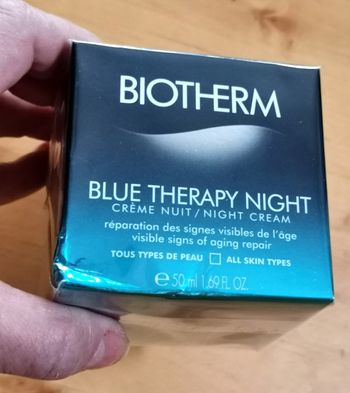 BIOTHERM
BLUE THERAPY NIGHT
CRÈME NUIT / NIGHT CREAM
réparation des signes visibles de l'âge
visible signs of aging repair
TOUS TYPES DE PEAU ☐ ALL SKIN TYPES
℮ 50 ml 1.69 FL. OZ.